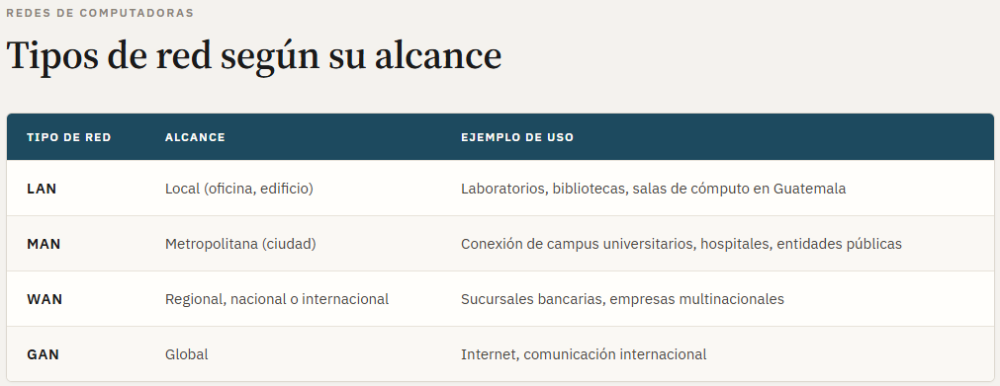 REDES DE COMPUTADORAS
Tipos de red según su alcance
TIPO DE RED ALCANCE EJEMPLO DE USO
LAN Local (oficina, edificio) Laboratorios, bibliotecas, salas de cómputo en Guatemala
MAN Metropolitana (ciudad) Conexión de campus universitarios, hospitales, entidades públicas
WAN Regional, nacional o internacional Sucursales bancarias, empresas multinacionales
GAN Global Internet, comunicación internacional